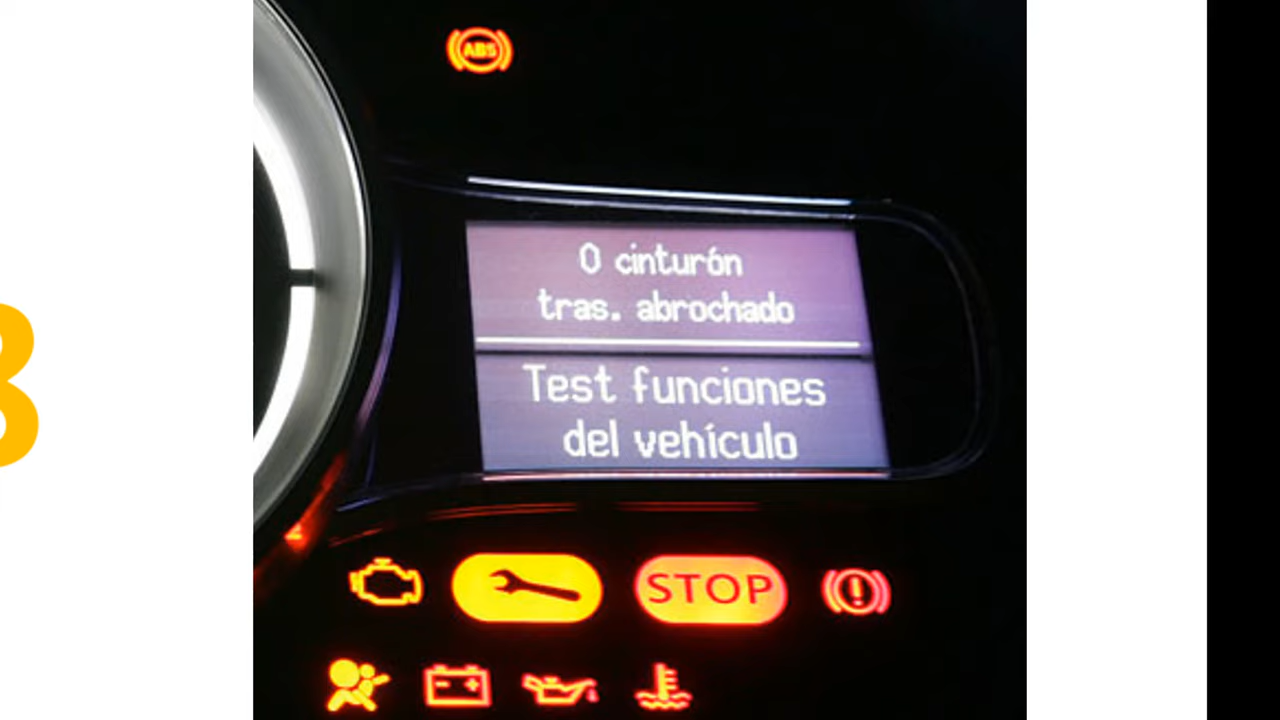 ABS
0 cinturón
tras. abrochado
Test funciones
del vehículo
STOP